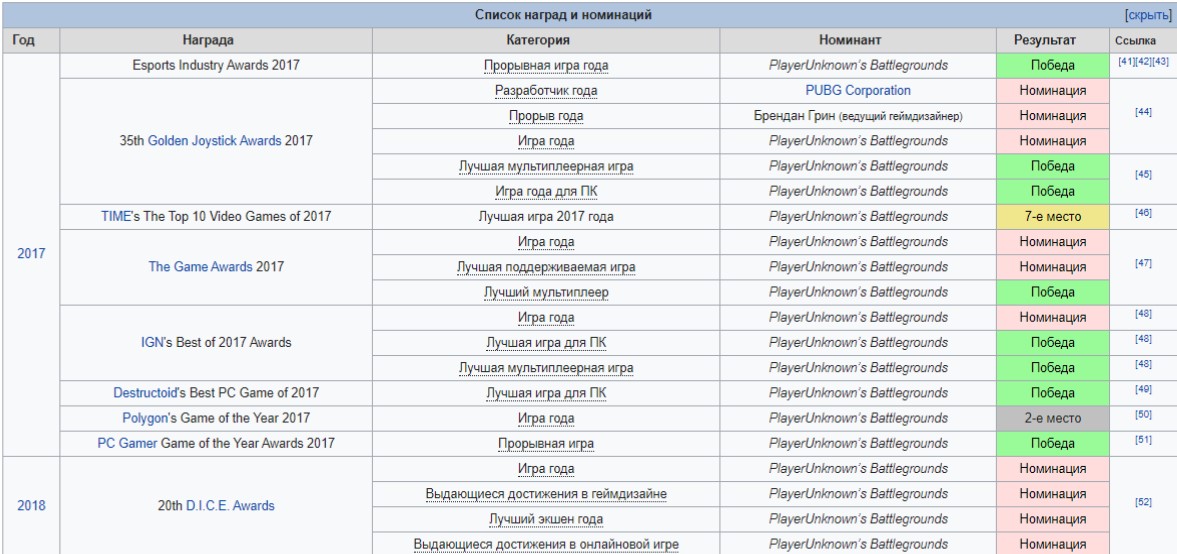 Список наград и номинаций [скрыть]
Год Награда Категория Номинант Результат Ссылка
2017 Esports Industry Awards 2017 Прорывная игра года PlayerUnknown's Battlegrounds Победа [41][42][43]
35th Golden Joystick Awards 2017 Разработчик года PUBG Corporation Номинация [44]
Прорыв года Брендан Грин (ведущий геймдизайнер) Номинация
Игра года PlayerUnknown's Battlegrounds Номинация
Лучшая мультиплеерная игра PlayerUnknown's Battlegrounds Победа [45]
Игра года для ПК PlayerUnknown's Battlegrounds Победа
TIME's The Top 10 Video Games of 2017 Лучшая игра 2017 года PlayerUnknown's Battlegrounds 7-е место [46]
The Game Awards 2017 Игра года PlayerUnknown's Battlegrounds Номинация [47]
Лучшая поддерживаемая игра PlayerUnknown's Battlegrounds Номинация
Лучший мультиплеер PlayerUnknown's Battlegrounds Победа
IGN's Best of 2017 Awards Игра года PlayerUnknown's Battlegrounds Номинация [48]
Лучшая игра для ПК PlayerUnknown's Battlegrounds Победа [48]
Лучшая мультиплеерная игра PlayerUnknown's Battlegrounds Победа [48]
Destructoid's Best PC Game of 2017 Лучшая игра для ПК PlayerUnknown's Battlegrounds Победа [49]
Polygon's Game of the Year 2017 Игра года PlayerUnknown's Battlegrounds 2-е место [50]
PC Gamer Game of the Year Awards 2017 Прорывная игра PlayerUnknown's Battlegrounds Победа [51]
2018 20th D.I.C.E. Awards Игра года PlayerUnknown's Battlegrounds Номинация [52]
Выдающиеся достижения в геймдизайне PlayerUnknown's Battlegrounds Номинация
Лучший экшен года PlayerUnknown's Battlegrounds Номинация
Выдающиеся достижения в онлайновой игре PlayerUnknown's Battlegrounds Номинация